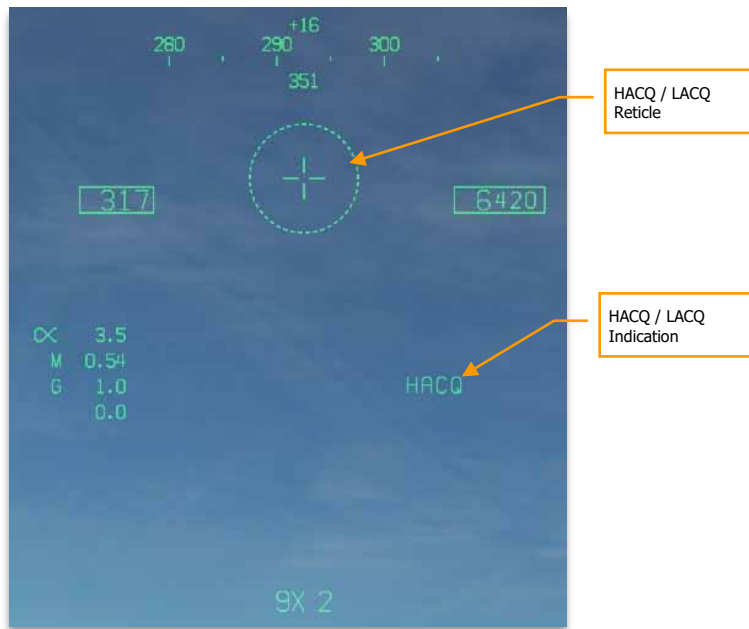 +16
280 290 300
351
HACQ / LACQ
Reticle
317
6420
α 3.5
M 0.54
G 1.0
0.0
HACQ / LACQ
Indication
HACQ
9X 2